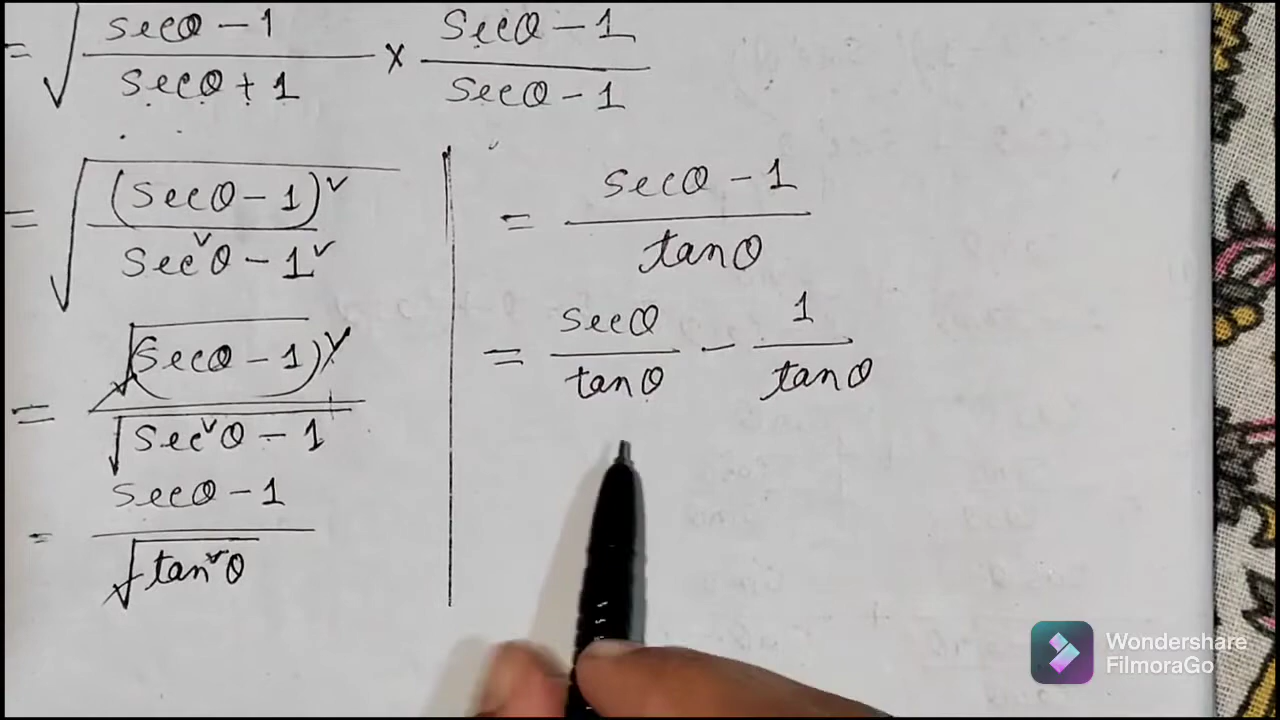 = √(secθ - 1 / secθ + 1) × secθ - 1 / secθ - 1
= √((secθ - 1)² / sec²θ - 1²)
= √(secθ - 1)² / √sec²θ - 1
= secθ - 1 / √tan²θ
= secθ - 1 / tanθ
= secθ / tanθ - 1 / tanθ
Wondershare
FilmoraGo